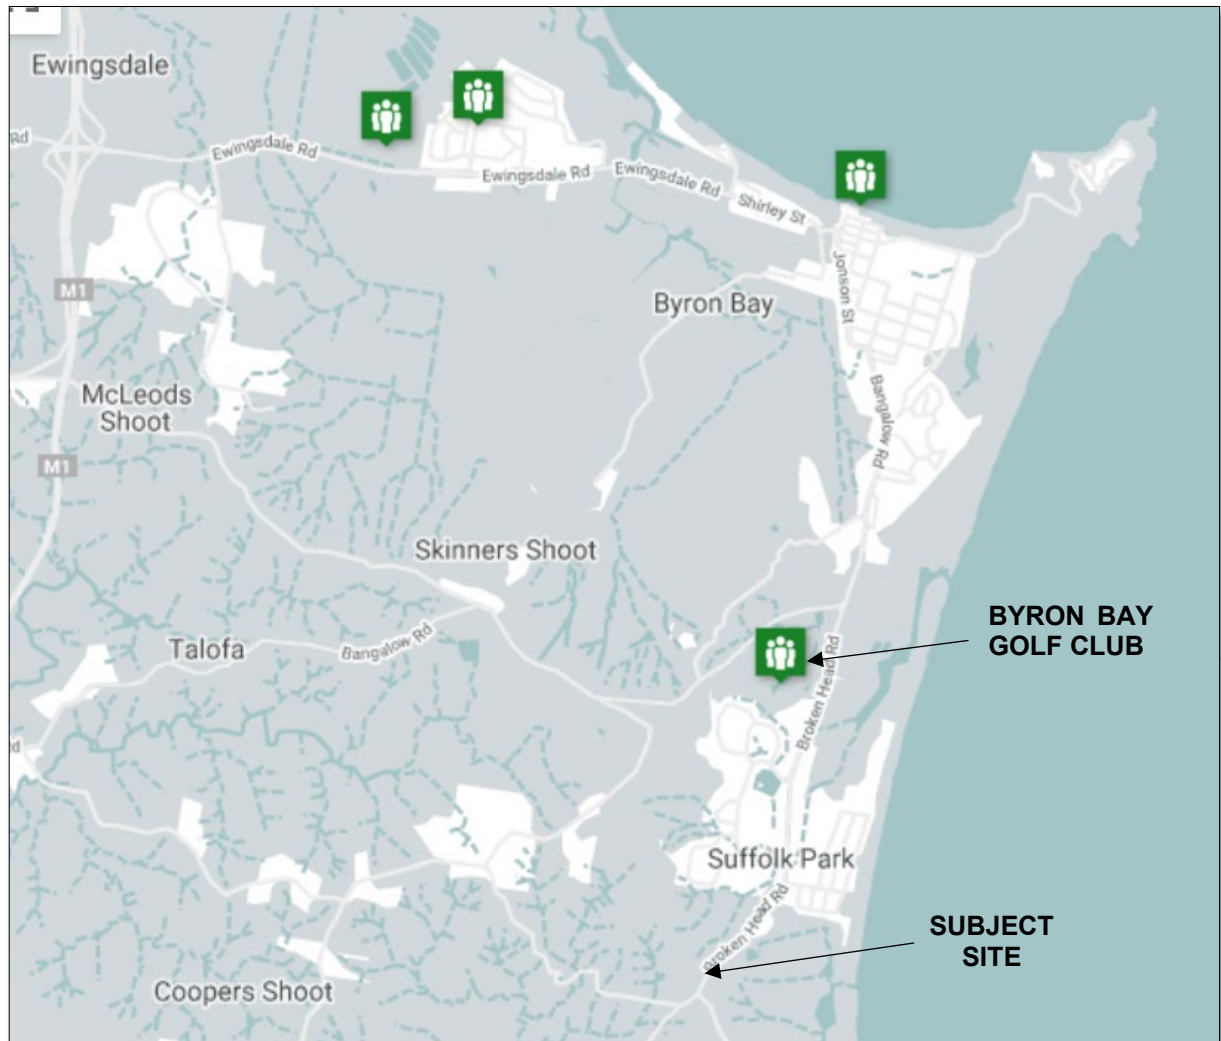 Ewingsdale
Rd
Ewingsdale Rd
Ewingsdale Rd
Ewingsdale Rd
Shirley St
M1
Byron Bay
Jonson St
McLeods
Shoot
Bangalow Rd
M1
Skinners Shoot
BYRON BAY
GOLF CLUB
Talofa
Bangalow Rd
Broken Head Rd
Suffolk Park
Broken Head Rd
SUBJECT
SITE
Coopers Shoot